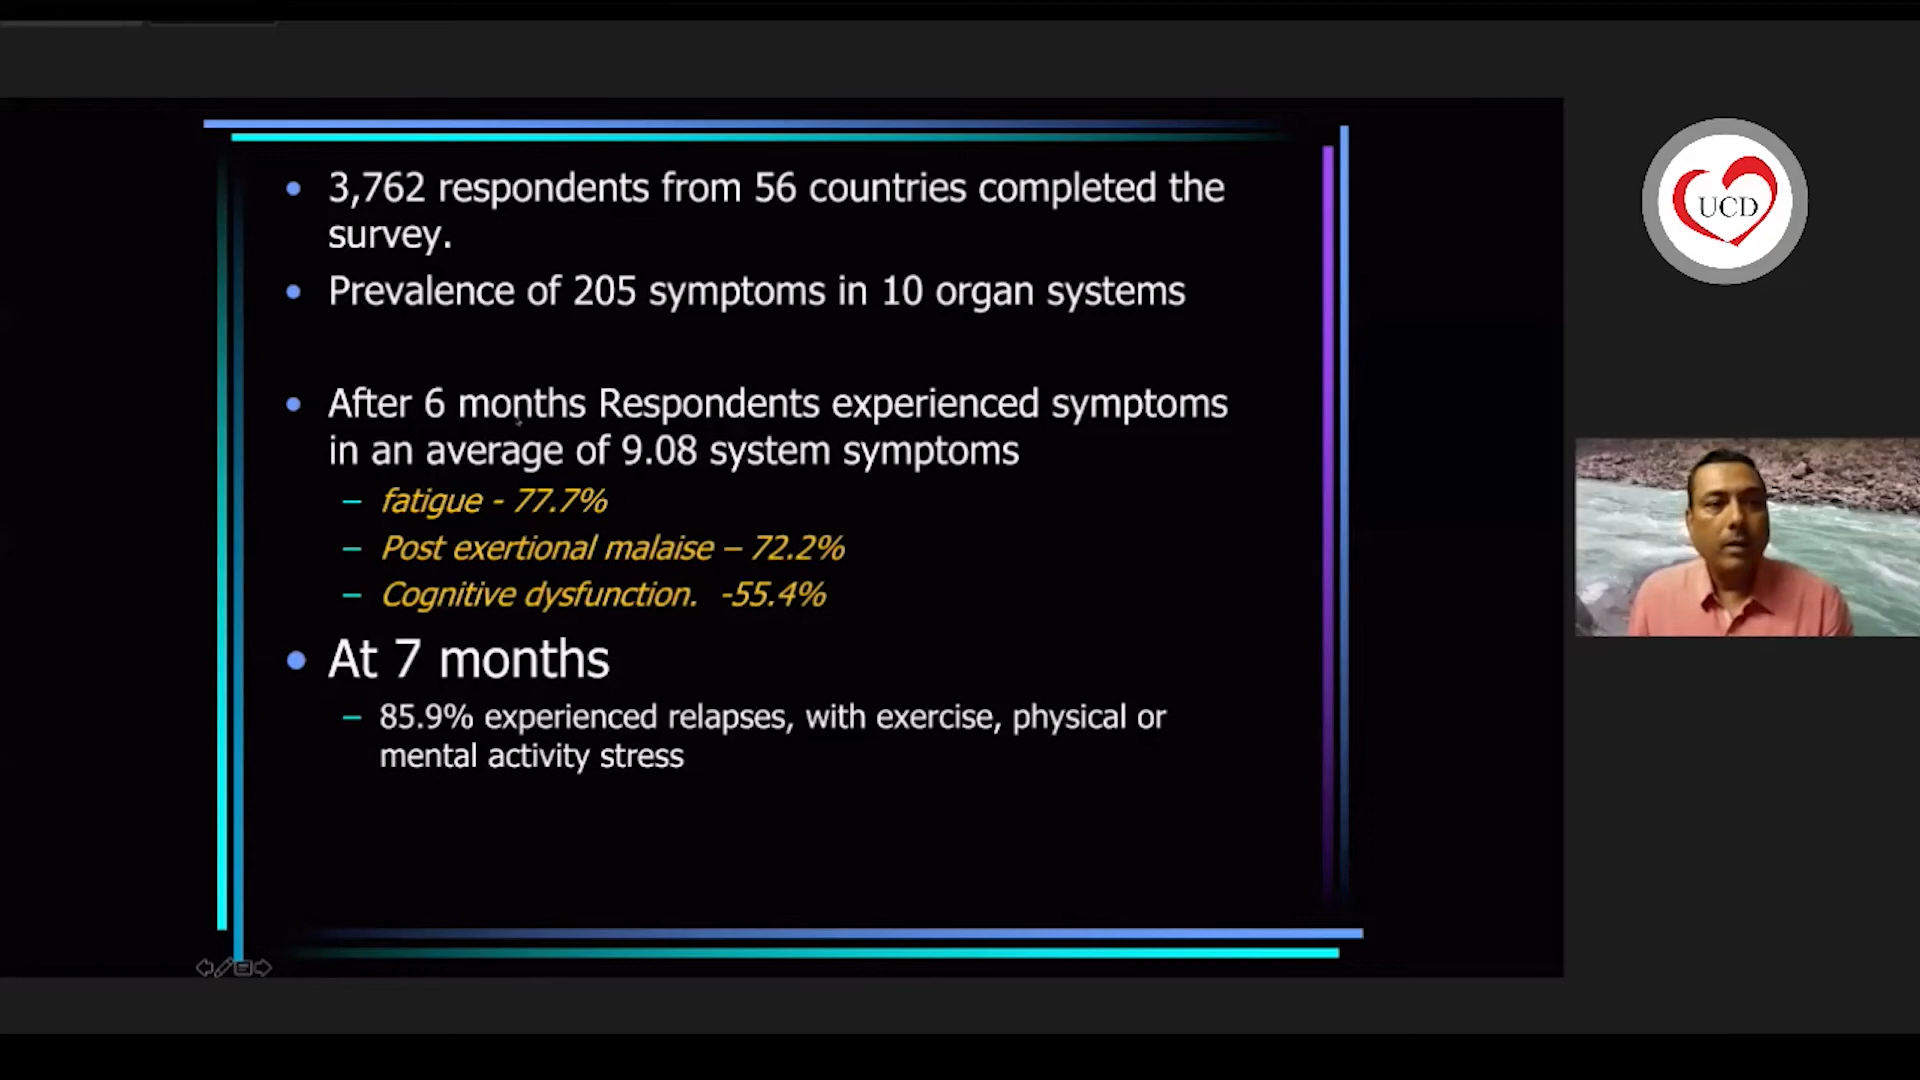 3,762 respondents from 56 countries completed the
survey.
Prevalence of 205 symptoms in 10 organ systems
After 6 months Respondents experienced symptoms
in an average of 9.08 system symptoms
– fatigue - 77.7%
– Post exertional malaise – 72.2%
– Cognitive dysfunction. -55.4%
At 7 months
– 85.9% experienced relapses, with exercise, physical or
mental activity stress
UCD